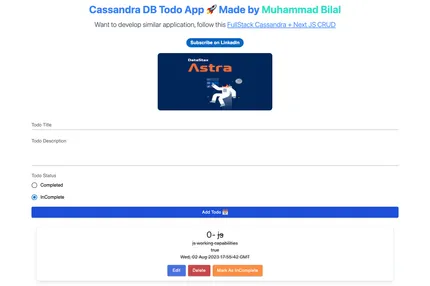 Cassandra DB Todo App 🚀 Made by Muhammad Bilal
Want to develop similar application, follow this FullStack Cassandra + Next JS CRUD
Subscribe on LinkedIn
DataStax
Astra
Todo Title
Todo Description
Todo Status
Completed
InComplete
Add Todo 📅
0- js
js working capabilities
true
Wed, 02 Aug 2023 17:55:42 GMT
Edit
Delete
Mark As InComplete